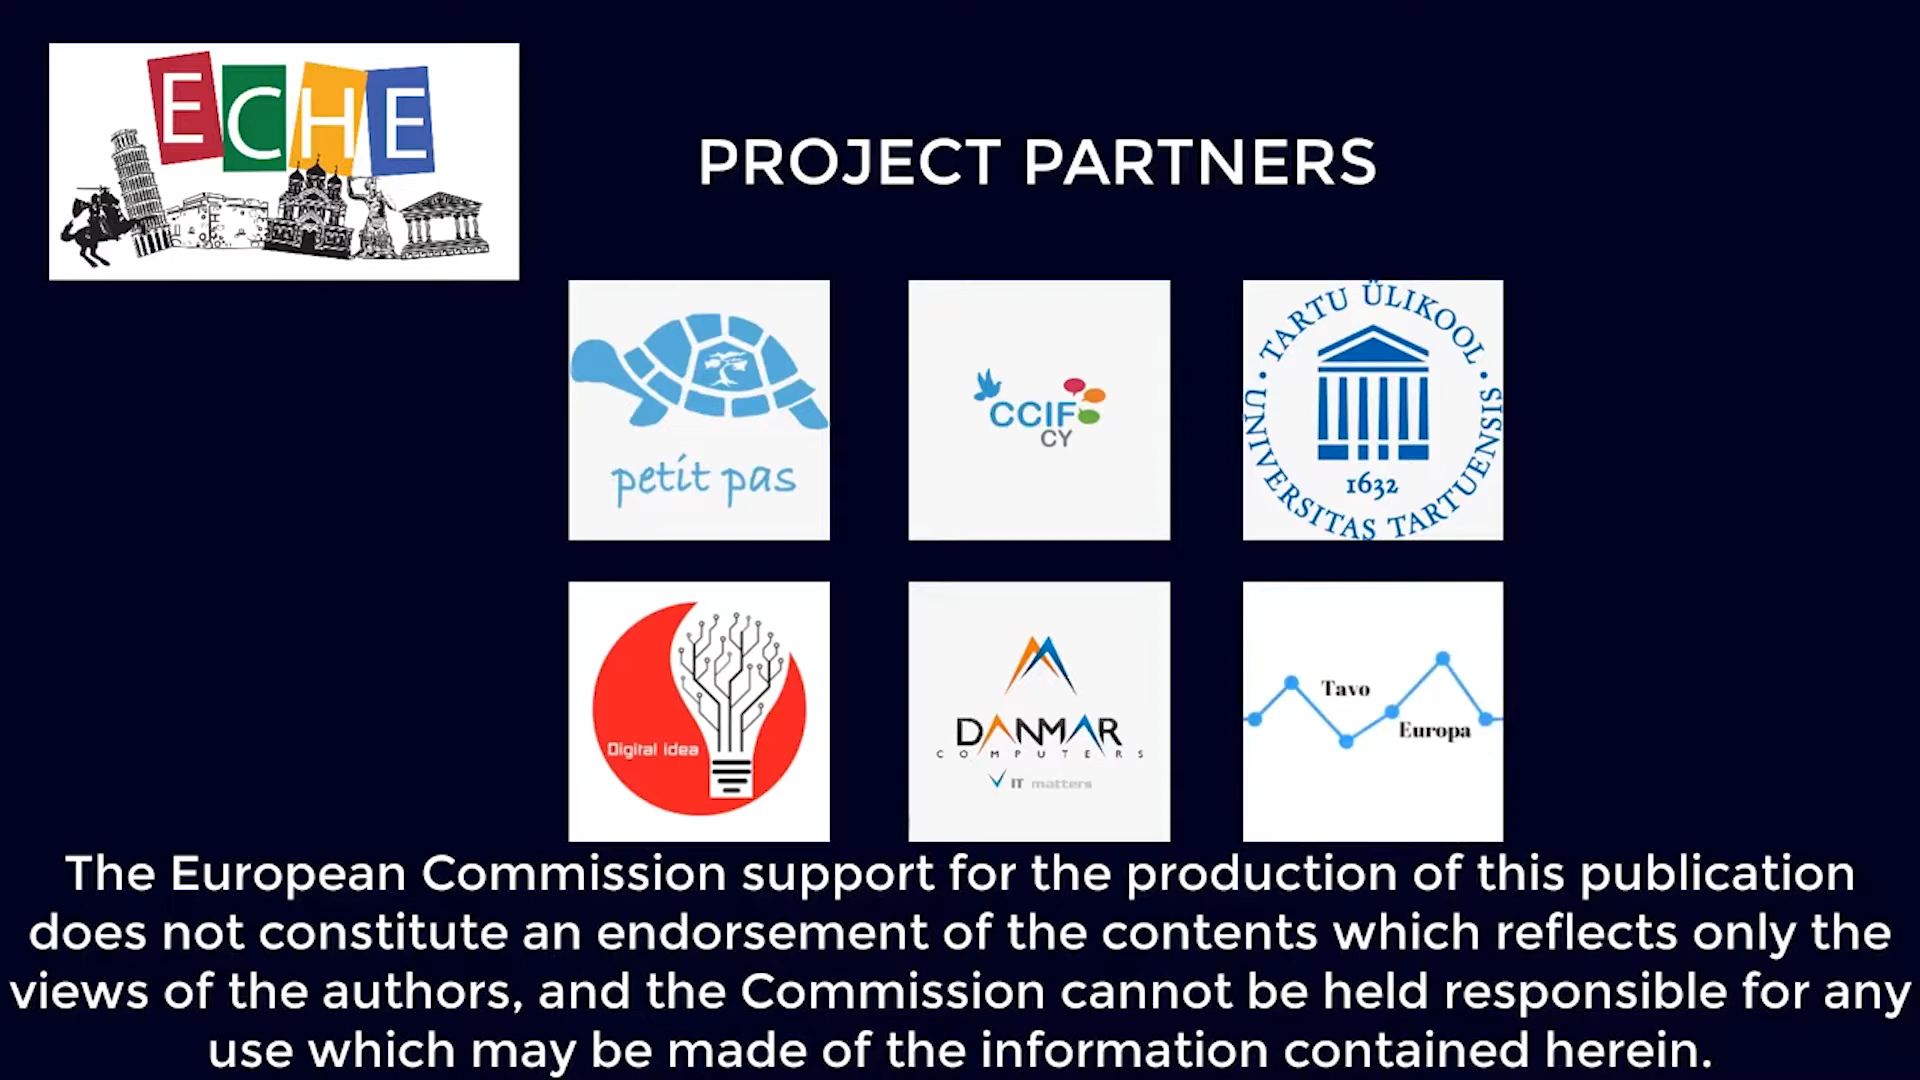 ECHE
PROJECT PARTNERS
petit pas
CCIF
CY
TARTU ÜLIKOOL
UNIVERSITAS TARTUENSIS
1632
Digital idea
DANMAR
COMPUTERS
IT matters
Tavo
Europa
The European Commission support for the production of this publication
does not constitute an endorsement of the contents which reflects only the
views of the authors, and the Commission cannot be held responsible for any
use which may be made of the information contained herein.